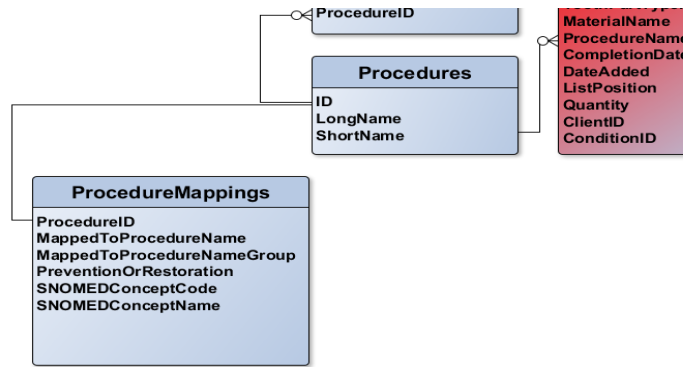 ProcedureID
MaterialName
ProcedureName
CompletionDate
DateAdded
ListPosition
Quantity
ClientID
ConditionID
Procedures
ID
LongName
ShortName
ProcedureMappings
ProcedureID
MappedToProcedureName
MappedToProcedureNameGroup
PreventionOrRestoration
SNOMEDConceptCode
SNOMEDConceptName